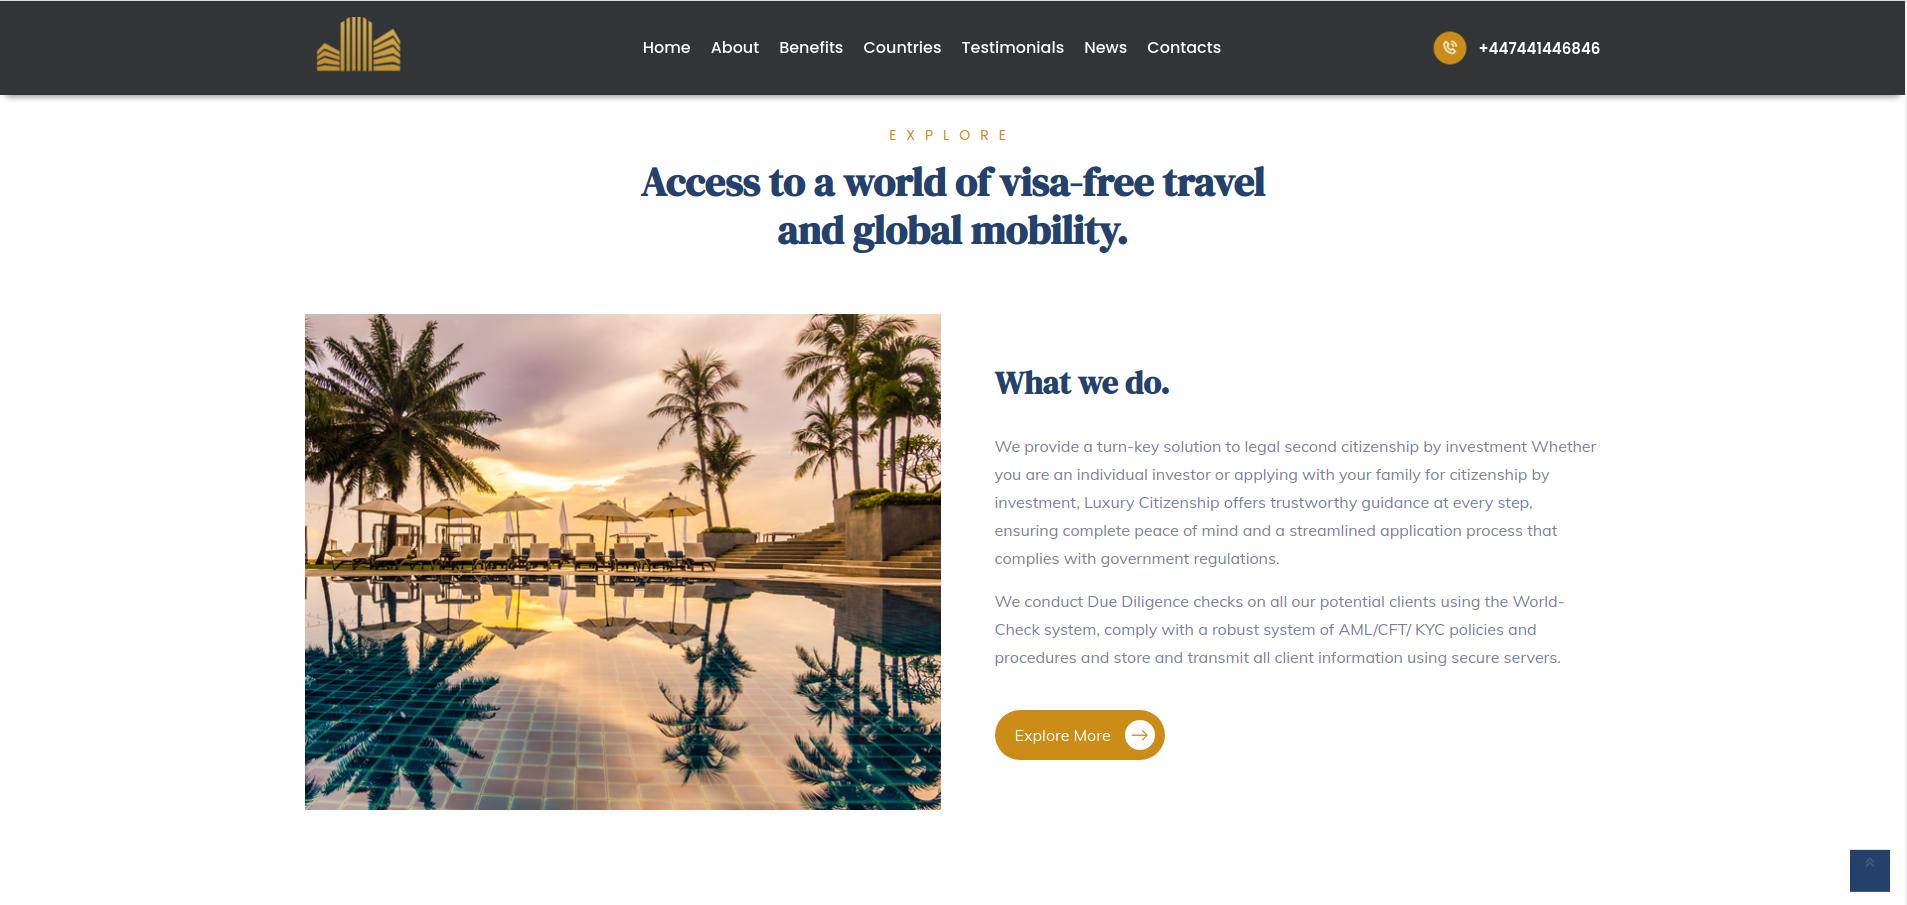 Home About Benefits Countries Testimonials News Contacts +447441446846
EXPLORE
Access to a world of visa-free travel
and global mobility.
What we do.
We provide a turn-key solution to legal second citizenship by investment Whether
you are an individual investor or applying with your family for citizenship by
investment, Luxury Citizenship offers trustworthy guidance at every step,
ensuring complete peace of mind and a streamlined application process that
complies with government regulations.
We conduct Due Diligence checks on all our potential clients using the World-
Check system, comply with a robust system of AML/CFT/ KYC policies and
procedures and store and transmit all client information using secure servers.
Explore More